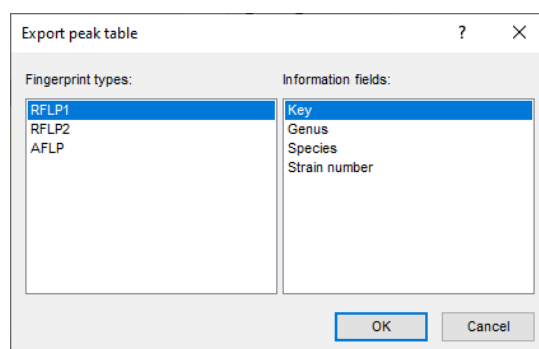 Export peak table
?
Fingerprint types:
Information fields:
RFLP1
RFLP2
AFLP
Key
Genus
Species
Strain number
OK
Cancel